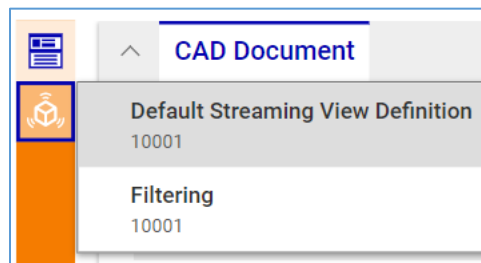 CAD Document
Default Streaming View Definition
10001
Filtering
10001